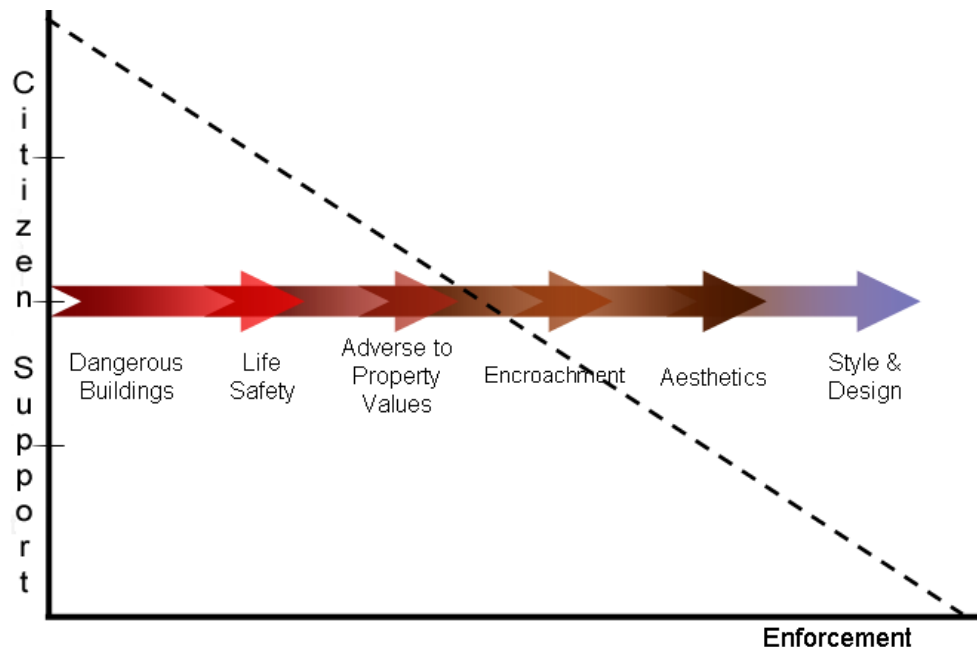 Citizen Support
Dangerous
Buildings
Life
Safety
Adverse to
Property
Values
Encroachment
Aesthetics
Style &
Design
Enforcement